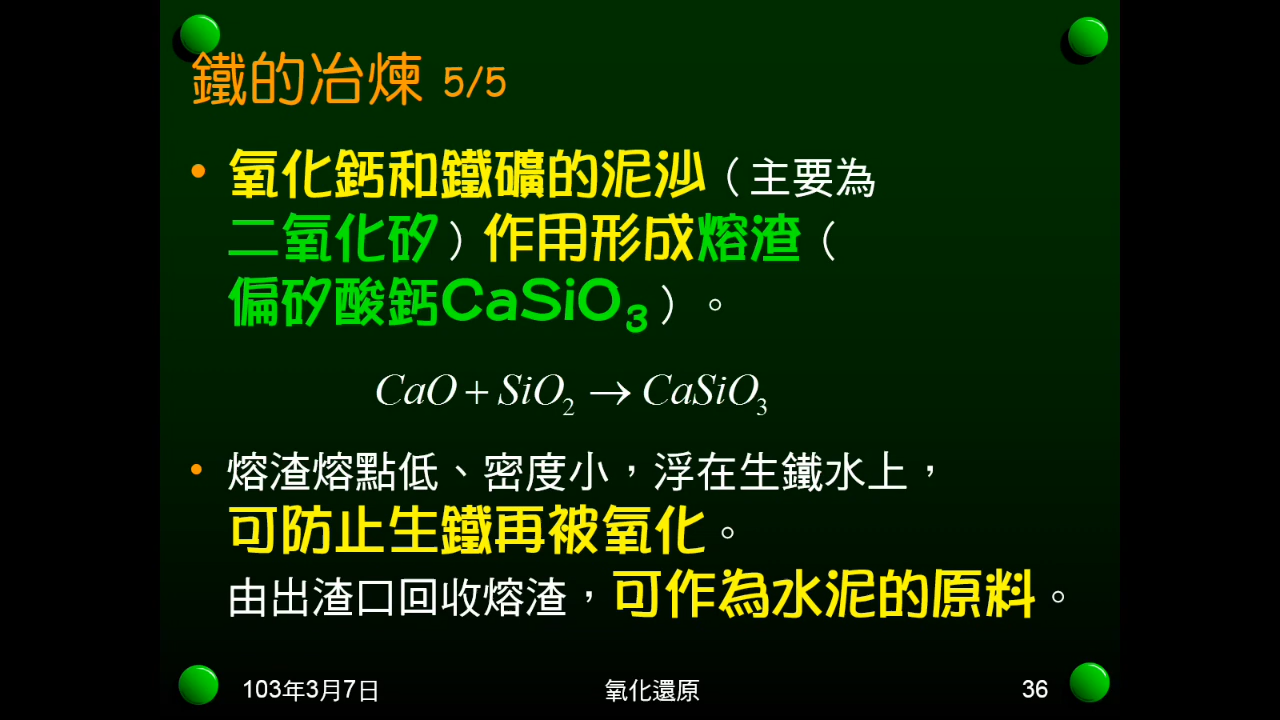 鐵的冶煉 5/5
• 氧化鈣和鐵礦的泥沙（主要為
二氧化矽）作用形成熔渣（
偏矽酸鈣CaSiO₃）。
CaO + SiO₂ → CaSiO₃
• 熔渣熔點低、密度小，浮在生鐵水上，
可防止生鐵再被氧化。
由出渣口回收熔渣，可作為水泥的原料。
103年3月7日 氧化還原 36